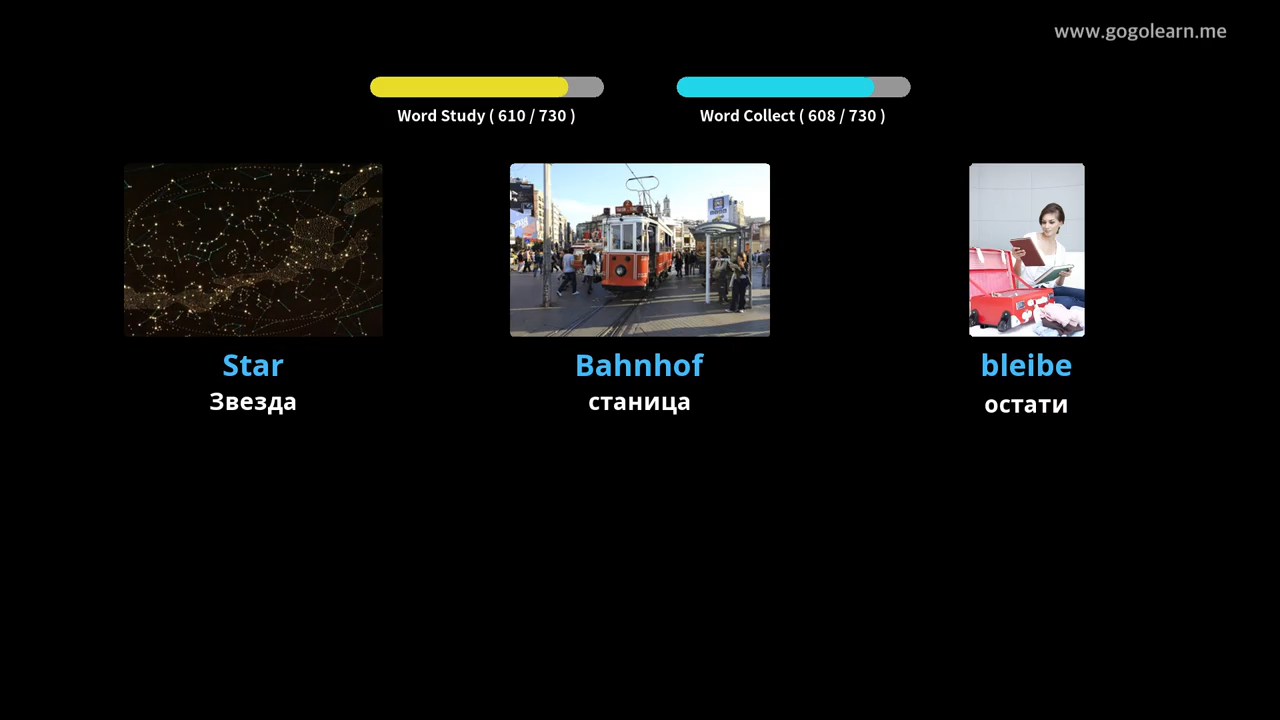 www.gogolearn.me
Word Study ( 610 / 730 )
Word Collect ( 608 / 730 )
Star
Bahnhof
bleibe
Звезда
станица
остати